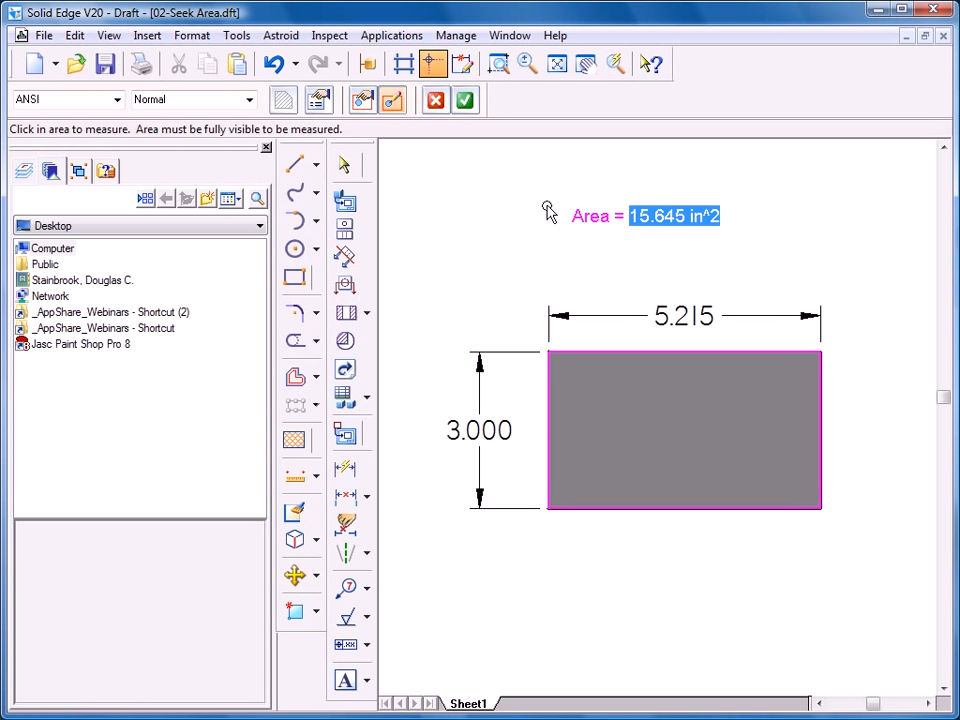 Solid Edge V20 - Draft - [02-Seek Area.dft]
File Edit View Insert Format Tools Astroid Inspect Applications Manage Window Help
ANSI Normal
Click in area to measure. Area must be fully visible to be measured.
Desktop
Computer
Public
Stainbrook, Douglas C.
Network
_AppShare_Webinars - Shortcut (2)
_AppShare_Webinars - Shortcut
Jasc Paint Shop Pro 8
Area = 15.645 in^2
5.215
3.000
Sheet1